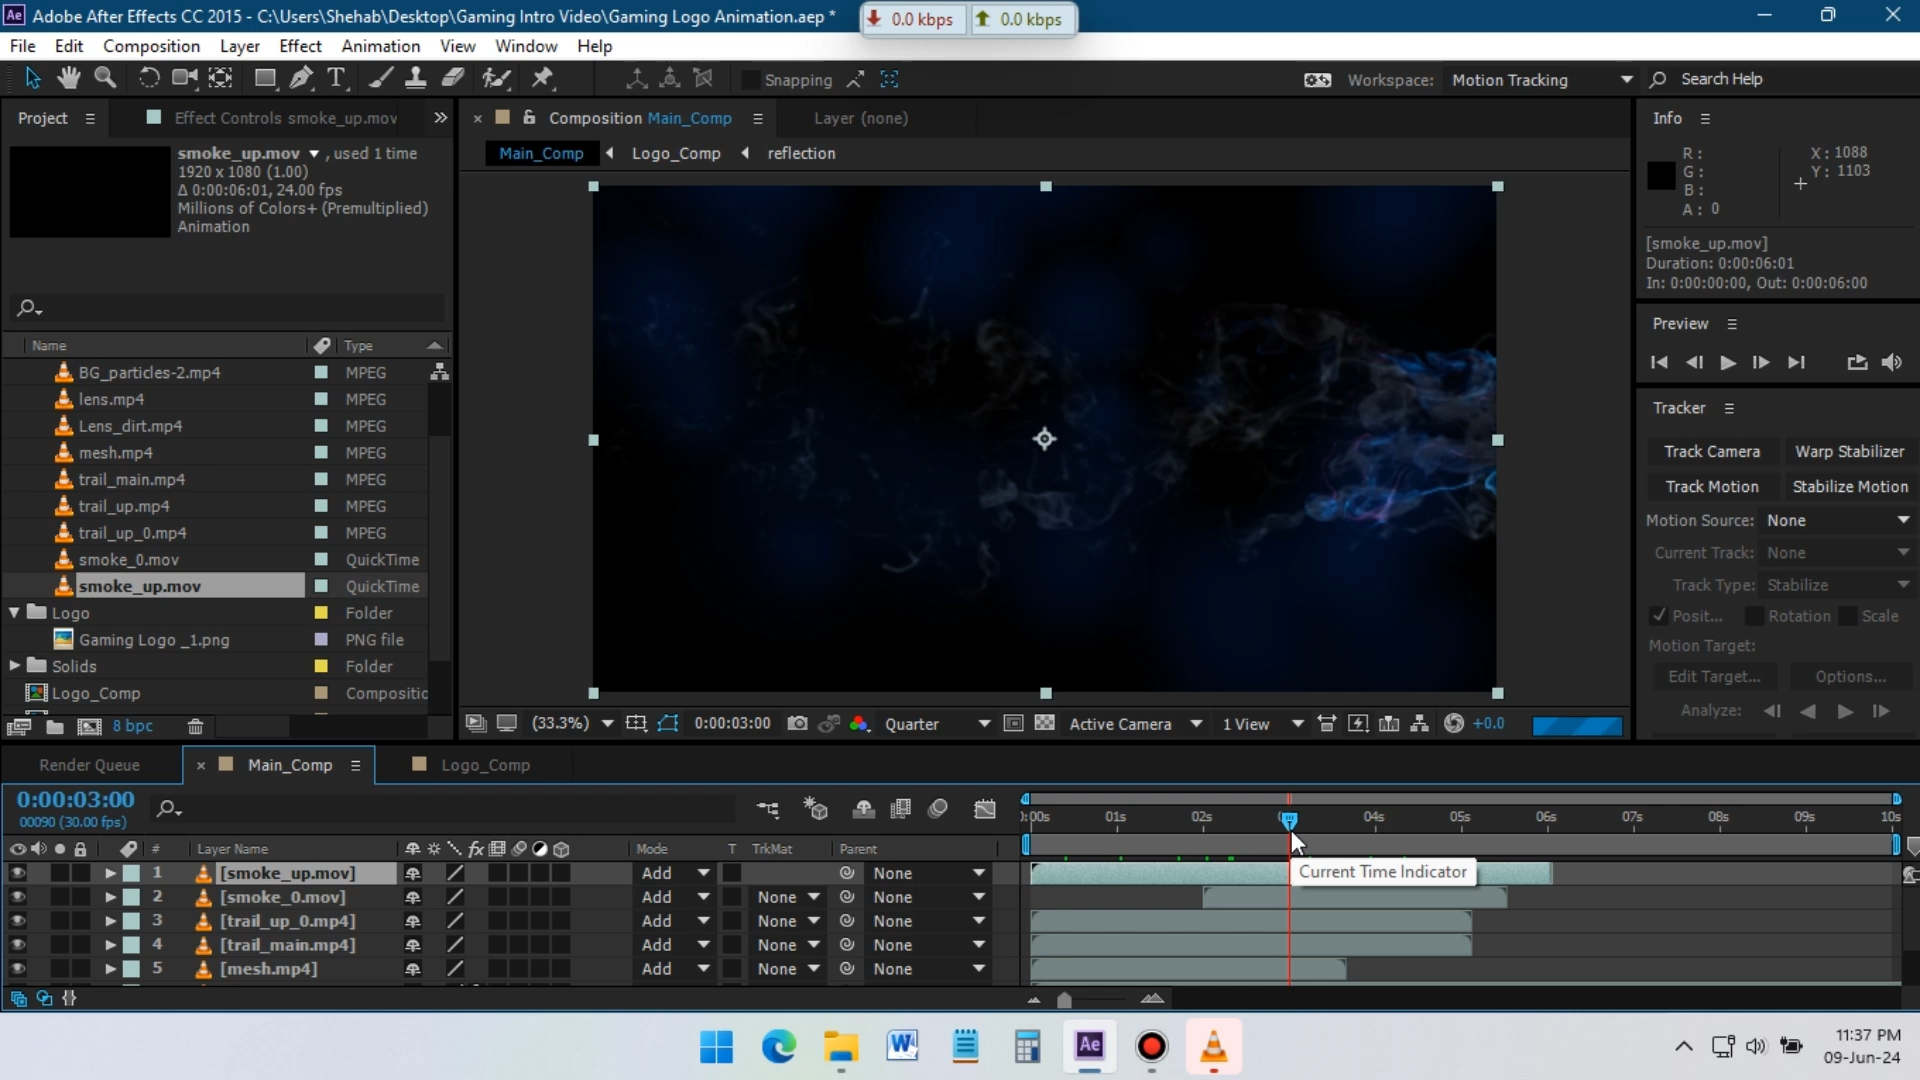 Adobe After Effects CC 2015 - C:\Users\Shehab\Desktop\Gaming Intro Video\Gaming Logo Animation.aep *
0.0 kbps 0.0 kbps
File Edit Composition Layer Effect Animation View Window Help
Snapping
Workspace: Motion Tracking
Search Help
Project
Effect Controls smoke_up.mov
smoke_up.mov , used 1 time
1920 x 1080 (1.00)
Δ 0:00:06:01, 24.00 fps
Millions of Colors+ (Premultiplied)
Animation
Name Type
BG_particles-2.mp4 MPEG
lens.mp4 MPEG
Lens_dirt.mp4 MPEG
mesh.mp4 MPEG
trail_main.mp4 MPEG
trail_up.mp4 MPEG
trail_up_0.mp4 MPEG
smoke_0.mov QuickTime
smoke_up.mov QuickTime
Logo Folder
Gaming Logo _1.png PNG file
Solids Folder
Logo_Comp Compositic
8 bpc
Composition Main_Comp
Layer (none)
Main_Comp Logo_Comp reflection
(33.3%) 0:00:03:00 Quarter Active Camera 1 View +0.0
Info
R: X: 1088
G: Y: 1103
B:
A: 0
[smoke_up.mov]
Duration: 0:00:06:01
In: 0:00:00:00, Out: 0:00:06:00
Preview
Tracker
Track Camera Warp Stabilizer
Track Motion Stabilize Motion
Motion Source: None
Current Track: None
Track Type: Stabilize
Posit... Rotation Scale
Motion Target:
Edit Target... Options...
Analyze:
Render Queue Main_Comp Logo_Comp
0:00:03:00
00090 (30.00 fps)
):00s 01s 02s 04s 05s 06s 07s 08s 09s 10s
# Layer Name fx Mode T TrkMat Parent
1 [smoke_up.mov] Add None
2 [smoke_0.mov] Add None None
3 [trail_up_0.mp4] Add None None
4 [trail_main.mp4] Add None None
5 [mesh.mp4] Add None None
Current Time Indicator
11:37 PM
09-Jun-24